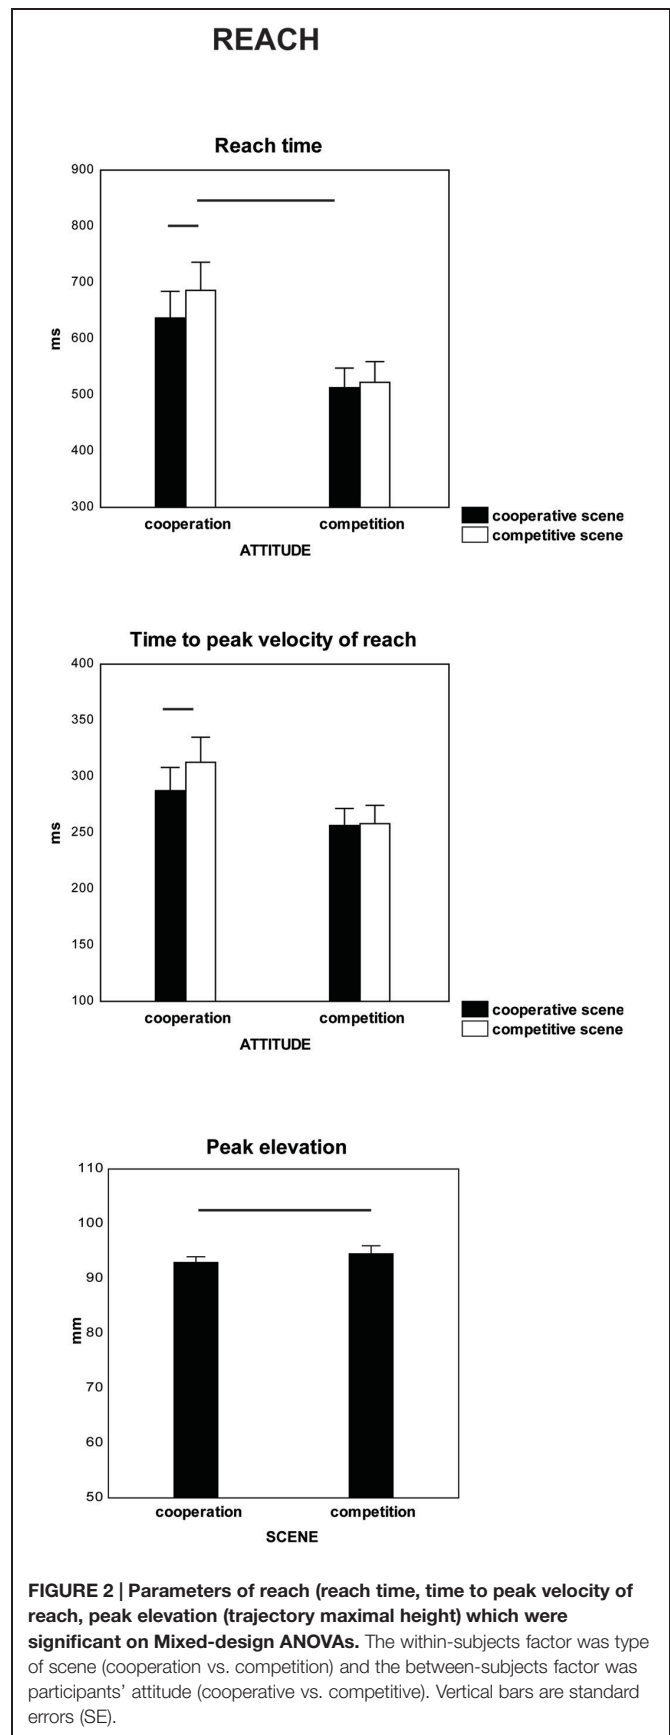 REACH
Reach time
900
800
700
600
500
400
300
ms
cooperation competition
ATTITUDE
cooperative scene
competitive scene
Time to peak velocity of reach
400
350
300
250
200
150
100
ms
cooperation competition
ATTITUDE
cooperative scene
competitive scene
Peak elevation
110
100
90
80
70
60
50
mm
cooperation competition
SCENE
FIGURE 2 | Parameters of reach (reach time, time to peak velocity of
reach, peak elevation (trajectory maximal height) which were
significant on Mixed-design ANOVAs. The within-subjects factor was type
of scene (cooperation vs. competition) and the between-subjects factor was
participants’ attitude (cooperative vs. competitive). Vertical bars are standard
errors (SE).